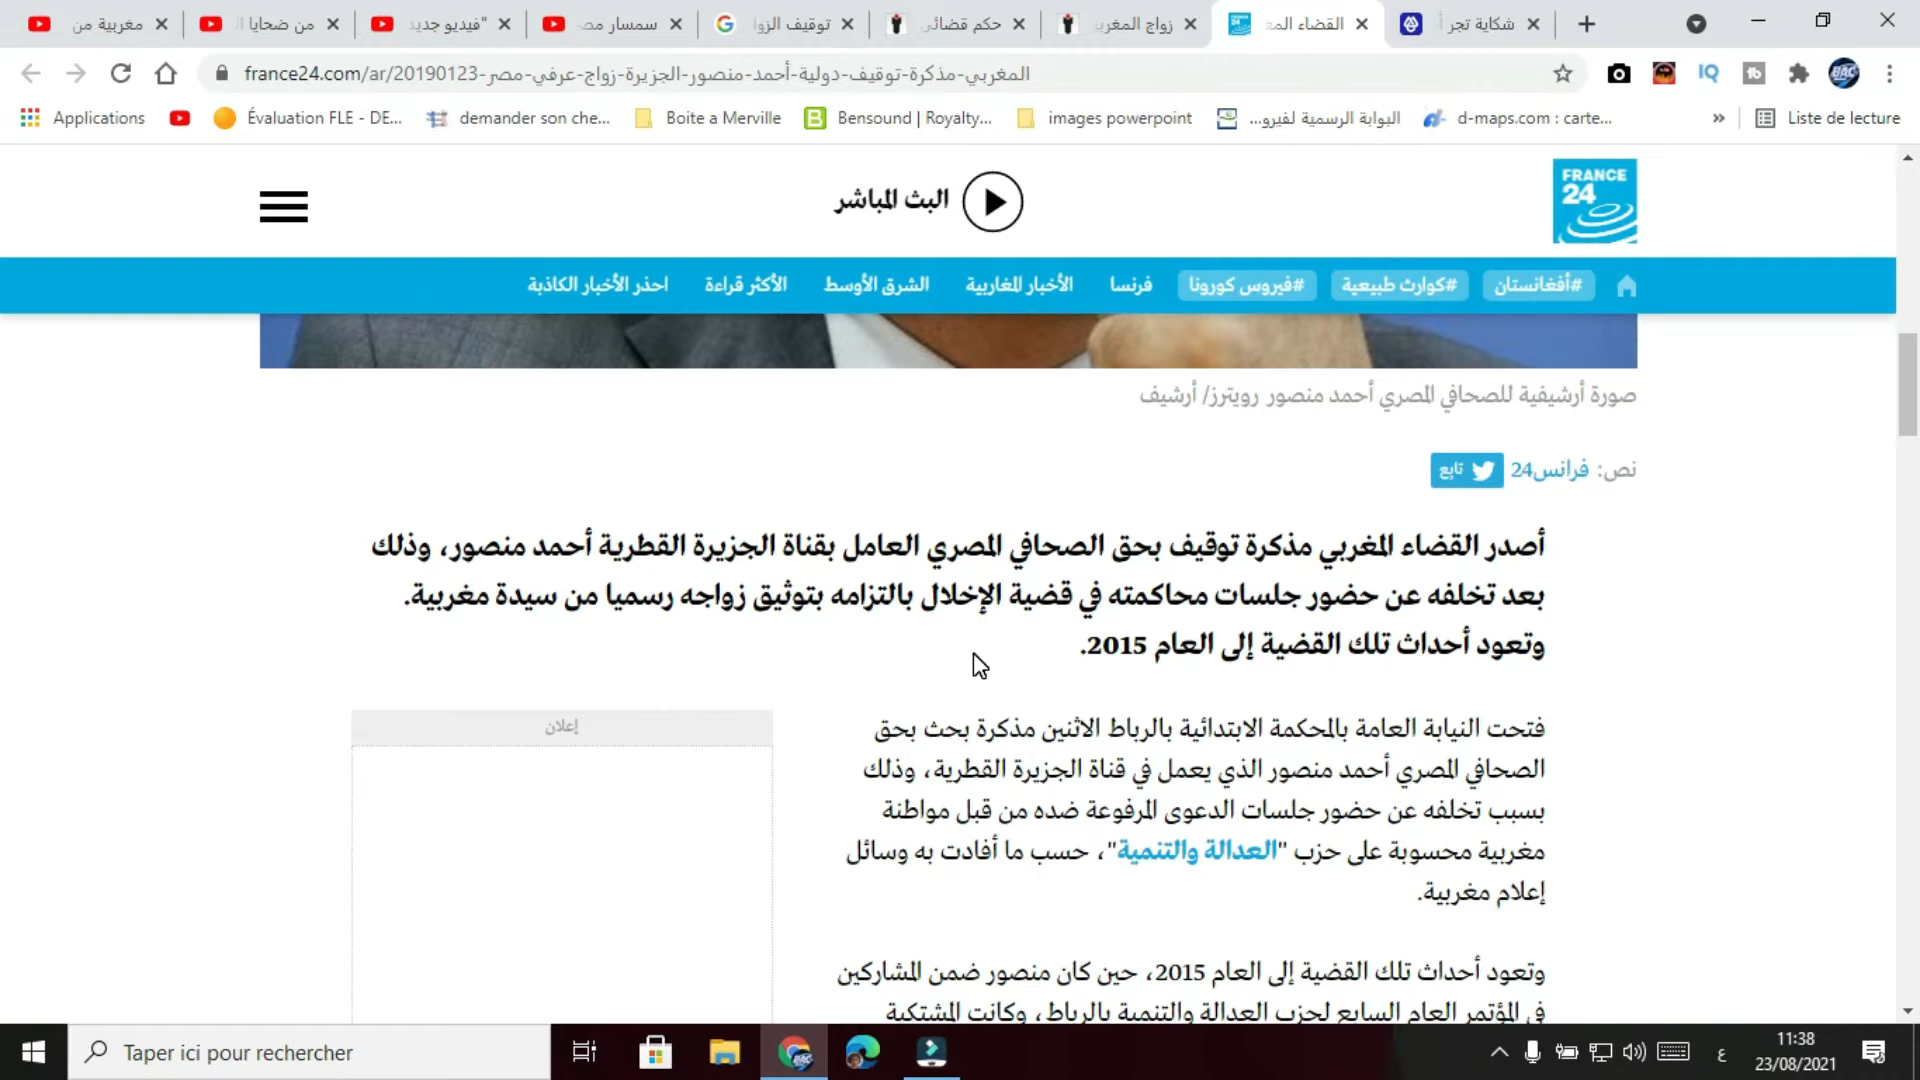 مغربية من
من ضحايا ا
"فيديو جديد
سمسار مص
توقيف الزوا
حكم قضائي
زواج المغرب
القضاء المغ
شكاية تجر أ
france24.com/ar/20190123-المغربي-مذكرة-توقيف-دولية-أحمد-منصور-الجزيرة-زواج-عرفي-مصر
Applications
Évaluation FLE - DE...
demander son che...
Boite a Merville
Bensound | Royalty...
images powerpoint
البوابة الرسمية لفيرو...
d-maps.com : carte...
»
Liste de lecture
البث المباشر
FRANCE
24
#أفغانستان
#كوارث طبيعية
#فيروس كورونا
فرنسا
الأخبار المغاربية
الشرق الأوسط
الأكثر قراءة
احذر الأخبار الكاذبة
صورة أرشيفية للصحافي المصري أحمد منصور رويترز/ أرشيف
نص: فرانس24 تابع
أصدر القضاء المغربي مذكرة توقيف بحق الصحافي المصري العامل بقناة الجزيرة القطرية أحمد منصور، وذلك
بعد تخلفه عن حضور جلسات محاكمته في قضية الإخلال بالتزامه بتوثيق زواجه رسميا من سيدة مغربية.
وتعود أحداث تلك القضية إلى العام 2015.
إعلان
فتحت النيابة العامة بالمحكمة الابتدائية بالرباط الاثنين مذكرة بحث بحق
الصحافي المصري أحمد منصور الذي يعمل في قناة الجزيرة القطرية، وذلك
بسبب تخلفه عن حضور جلسات الدعوى المرفوعة ضده من قبل مواطنة
مغربية محسوبة على حزب "العدالة والتنمية"، حسب ما أفادت به وسائل
إعلام مغربية.
وتعود أحداث تلك القضية إلى العام 2015، حين كان منصور ضمن المشاركين
في المؤتمر العام السابع لحزب العدالة والتنمية بالرباط، وكانت المشتكية
Taper ici pour rechercher
ع
11:38
23/08/2021